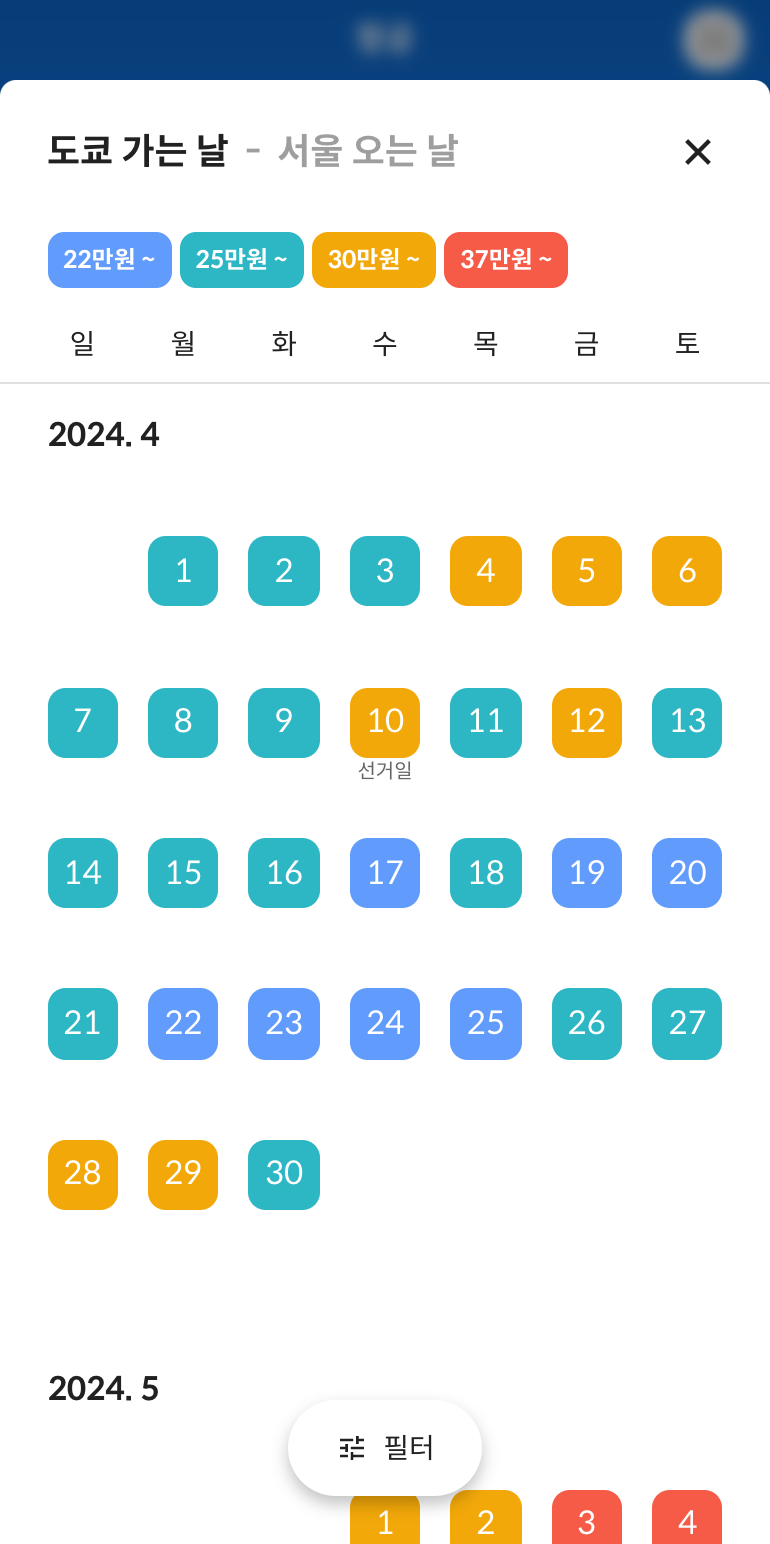 도쿄 가는 날 - 서울 오는 날
22만원 ~ 25만원 ~ 30만원 ~ 37만원 ~
일 월 화 수 목 금 토
2024. 4
1 2 3 4 5 6
7 8 9 10 11 12 13
선거일
14 15 16 17 18 19 20
21 22 23 24 25 26 27
28 29 30
2024. 5
필터
1 2 3 4